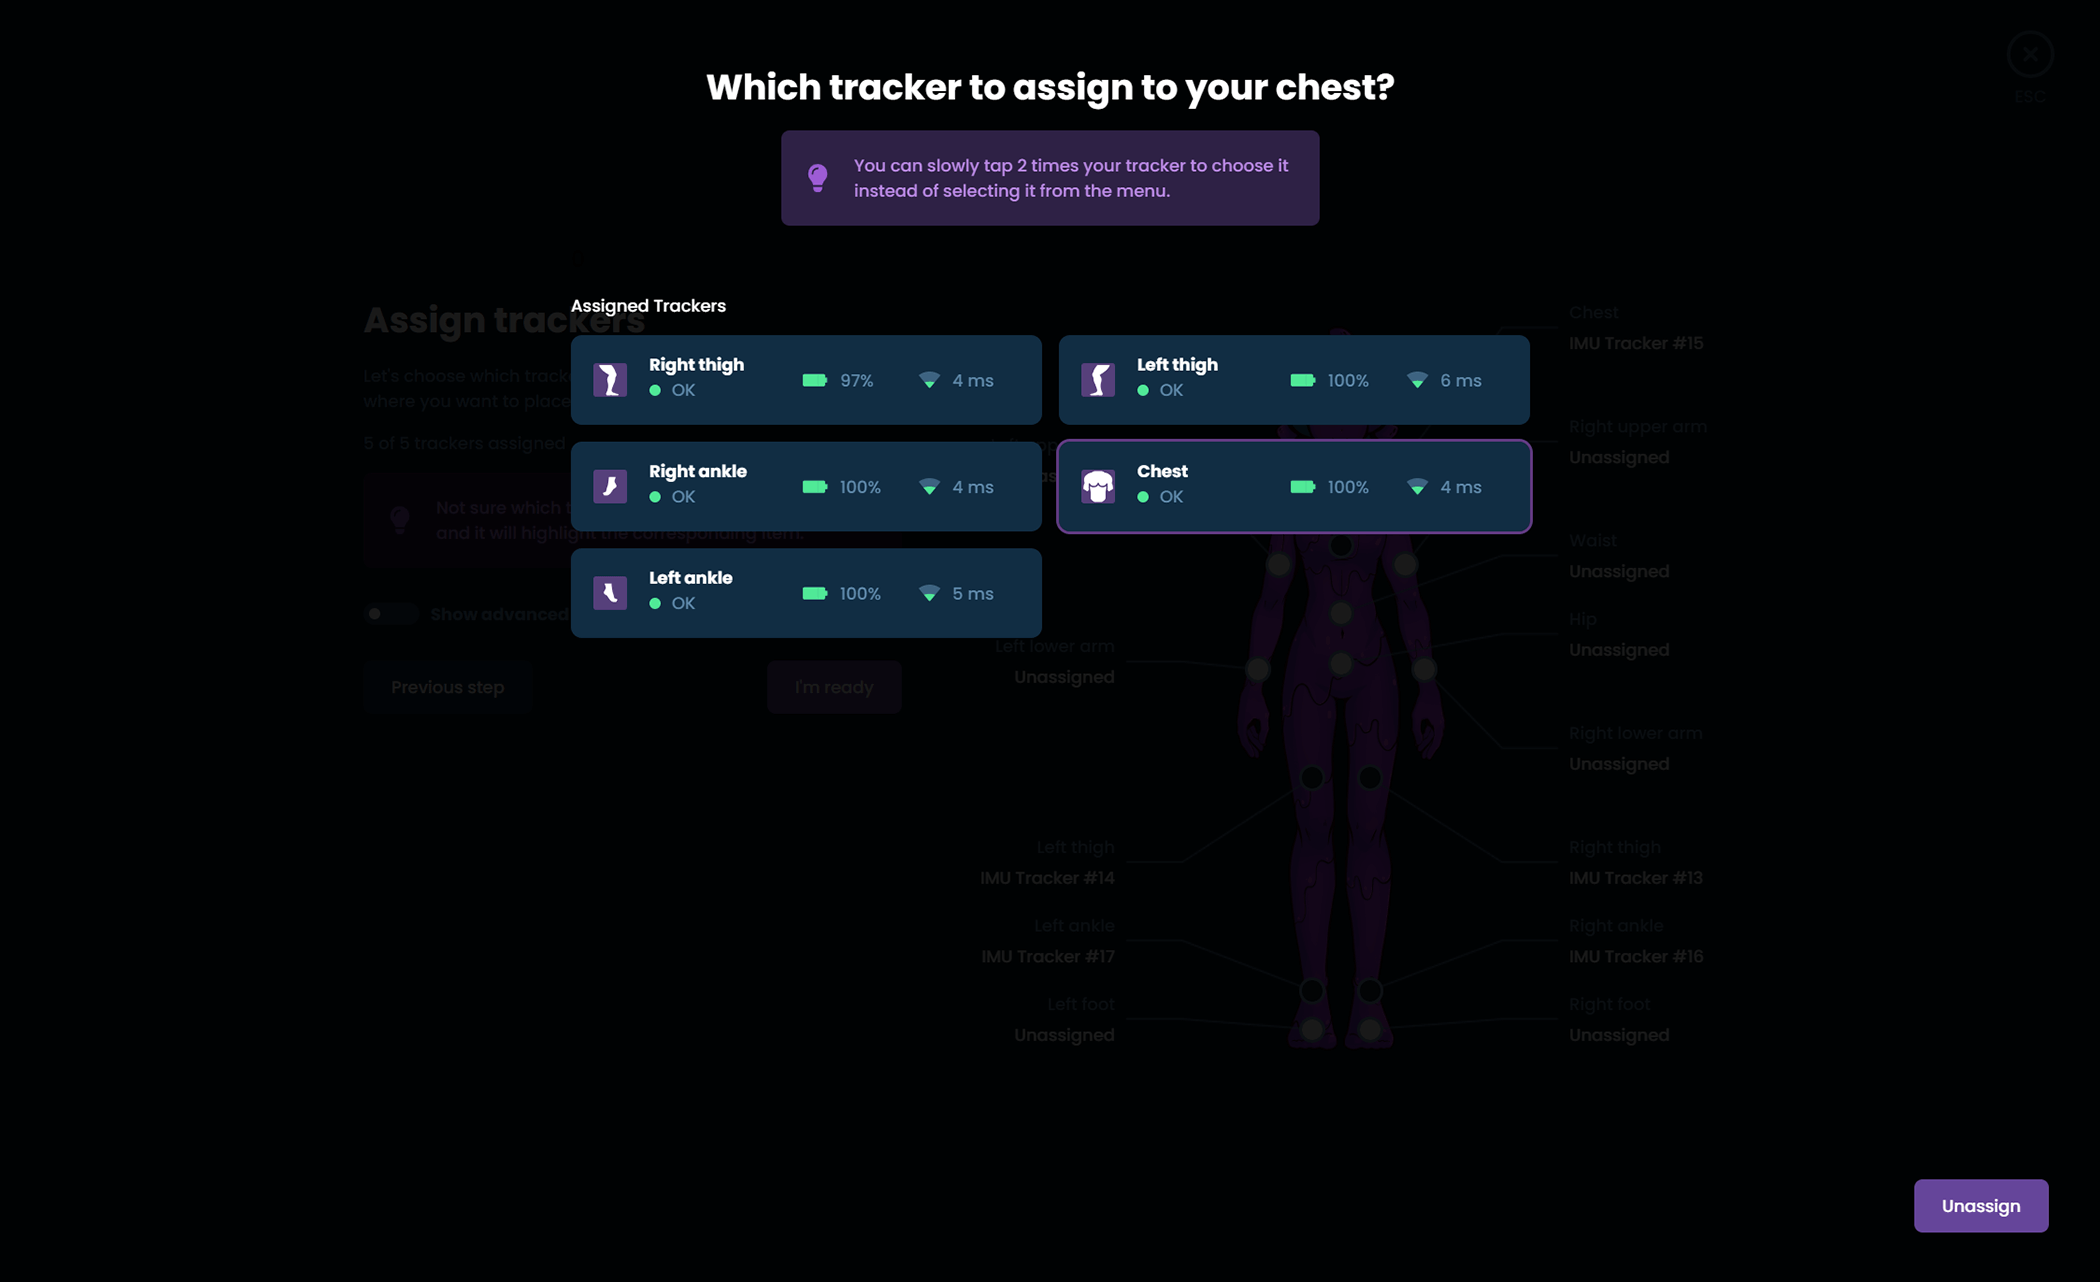 Which tracker to assign to your chest?
ESC
You can slowly tap 2 times your tracker to choose it
instead of selecting it from the menu.
Assigned Trackers
Right thigh
OK
97%
4 ms
Left thigh
OK
100%
6 ms
Right ankle
OK
100%
4 ms
Chest
OK
100%
4 ms
Left ankle
OK
100%
5 ms
Assign trackers
Let's choose which
where you want to place
5 of 5 trackers assigned
Not sure which
and it will highlight the corresponding item.
Show advanced
Previous step
I'm ready
Left lower arm
Unassigned
Left thigh
IMU Tracker #14
Left ankle
IMU Tracker #17
Left foot
Unassigned
Chest
IMU Tracker #15
Right upper arm
Unassigned
Waist
Unassigned
Hip
Unassigned
Right lower arm
Unassigned
Right thigh
IMU Tracker #13
Right ankle
IMU Tracker #16
Right foot
Unassigned
Unassign